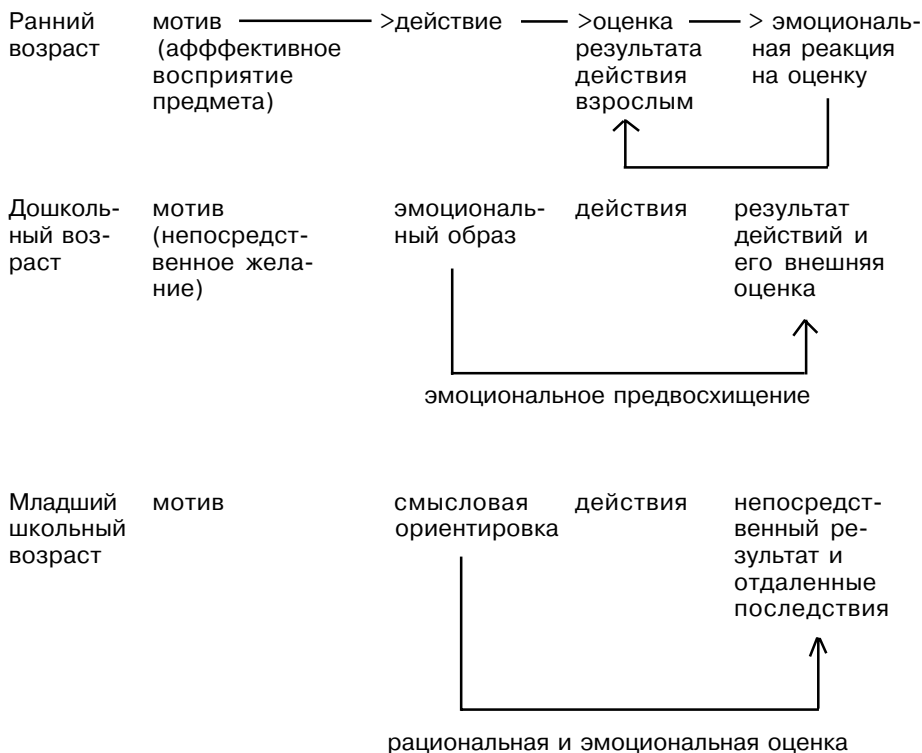 Ранний мотив >действие >оценка > эмоциональ-
возраст (афффективное результата ная реакция
восприятие действия на оценку
предмета) взрослым
Дошколь- мотив эмоциональ- действия результат
ный воз- (непосредст- ный образ действий и
раст венное жела- его внешняя
ние) оценка
эмоциональное предвосхищение
Младший мотив смысловая действия непосредст-
школьный ориентировка венный ре-
возраст зультат и
отдаленные
последствия
рациональная и эмоциональная оценка